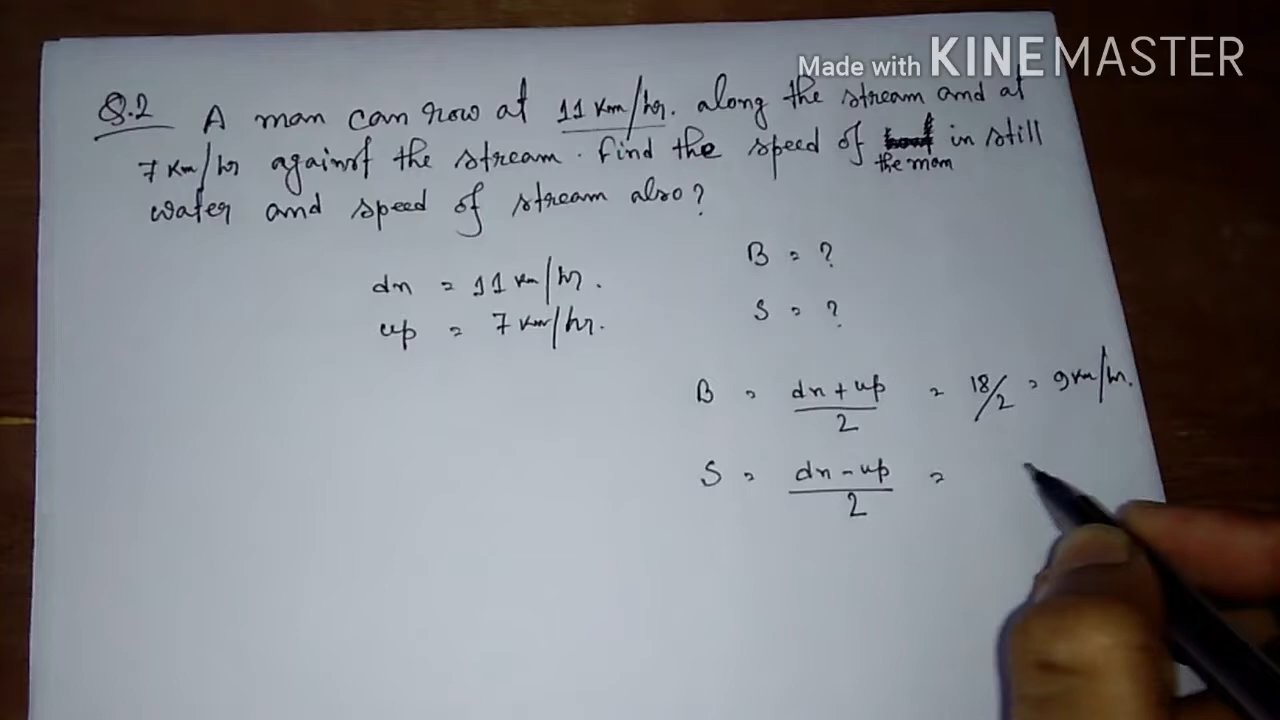 Made with KINEMASTER
Q.2 A man can row at 11 Km/hr. along the stream and at
7 Km/hr against the stream. Find the speed of the man in still
water and speed of stream also?
dn = 11 Km/hr.
up = 7 Km/hr.
B = ?
S = ?
B = dn + up / 2 = 18/2 = 9 Km/hr.
S = dn - up / 2 =